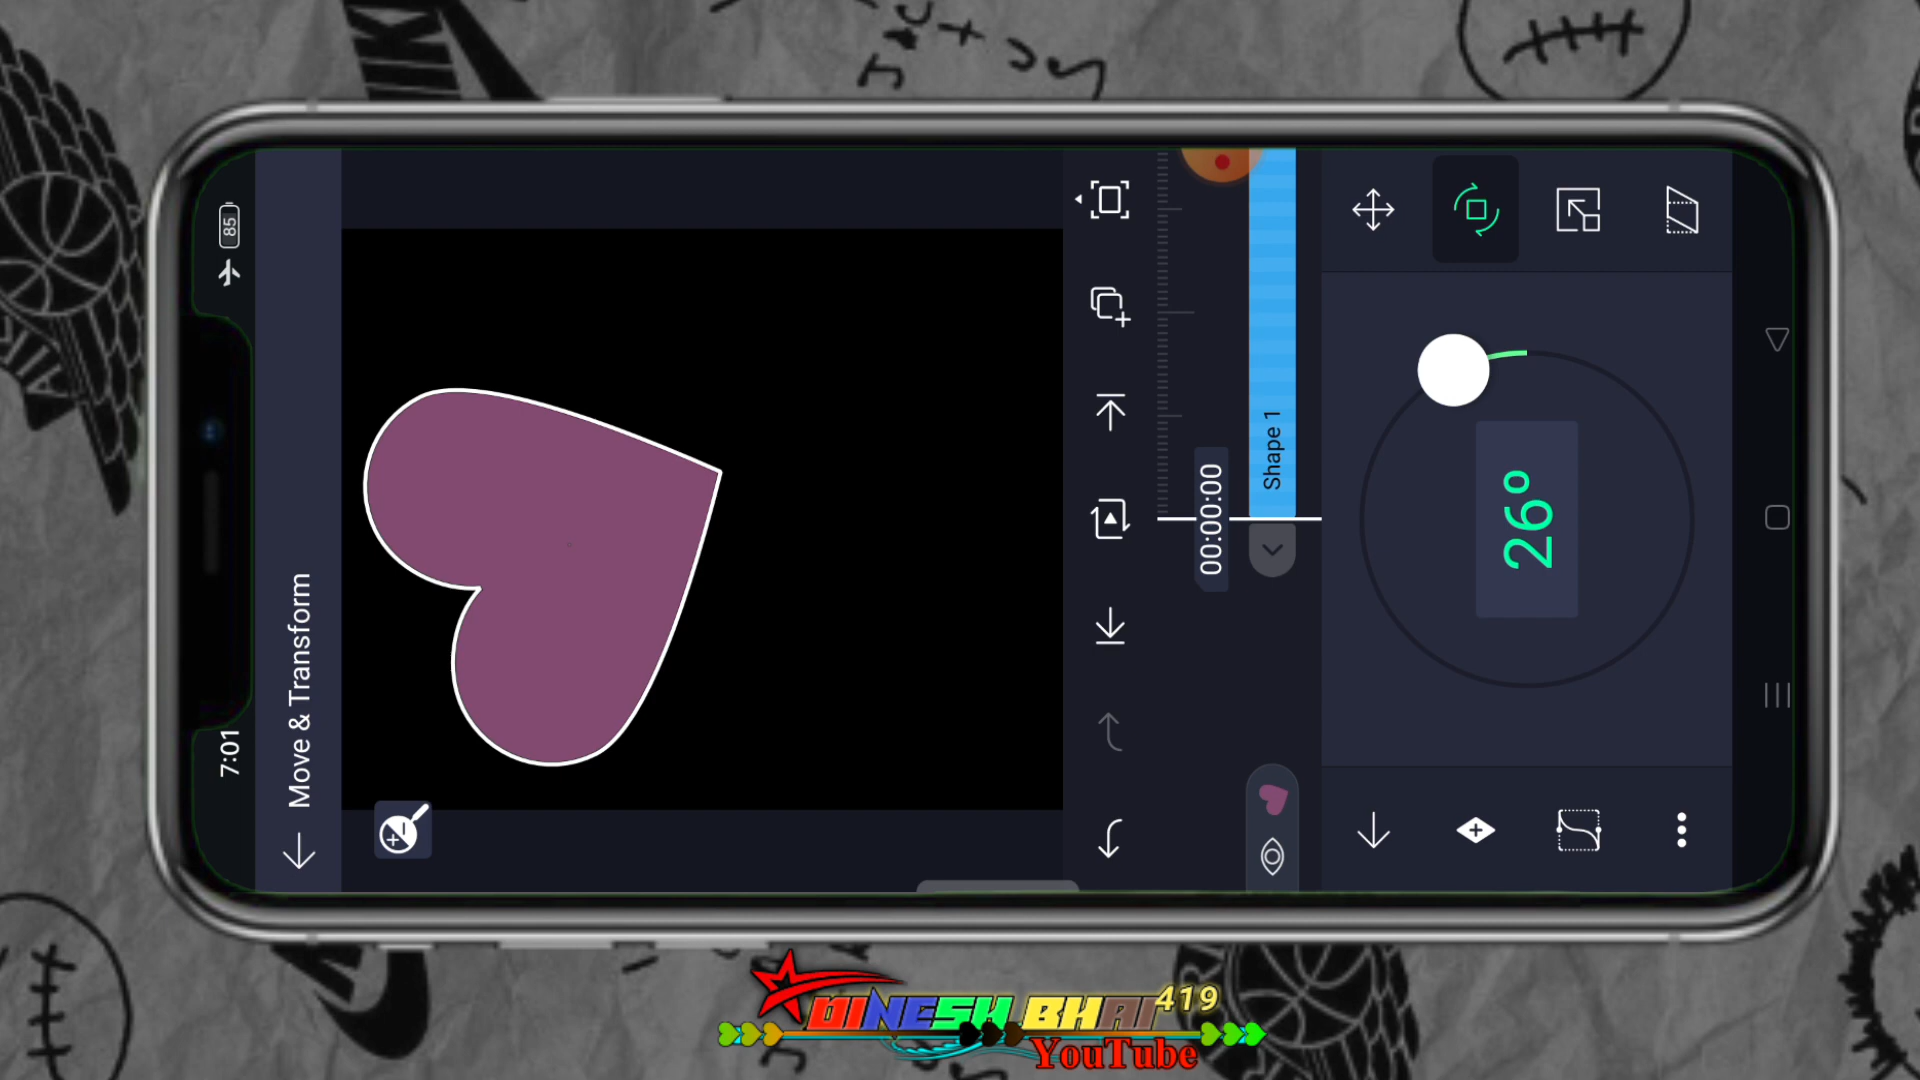 7:01
85
Move & Transform
00:00:00
Shape 1
26°
DINESH BHAI 419
YouTube